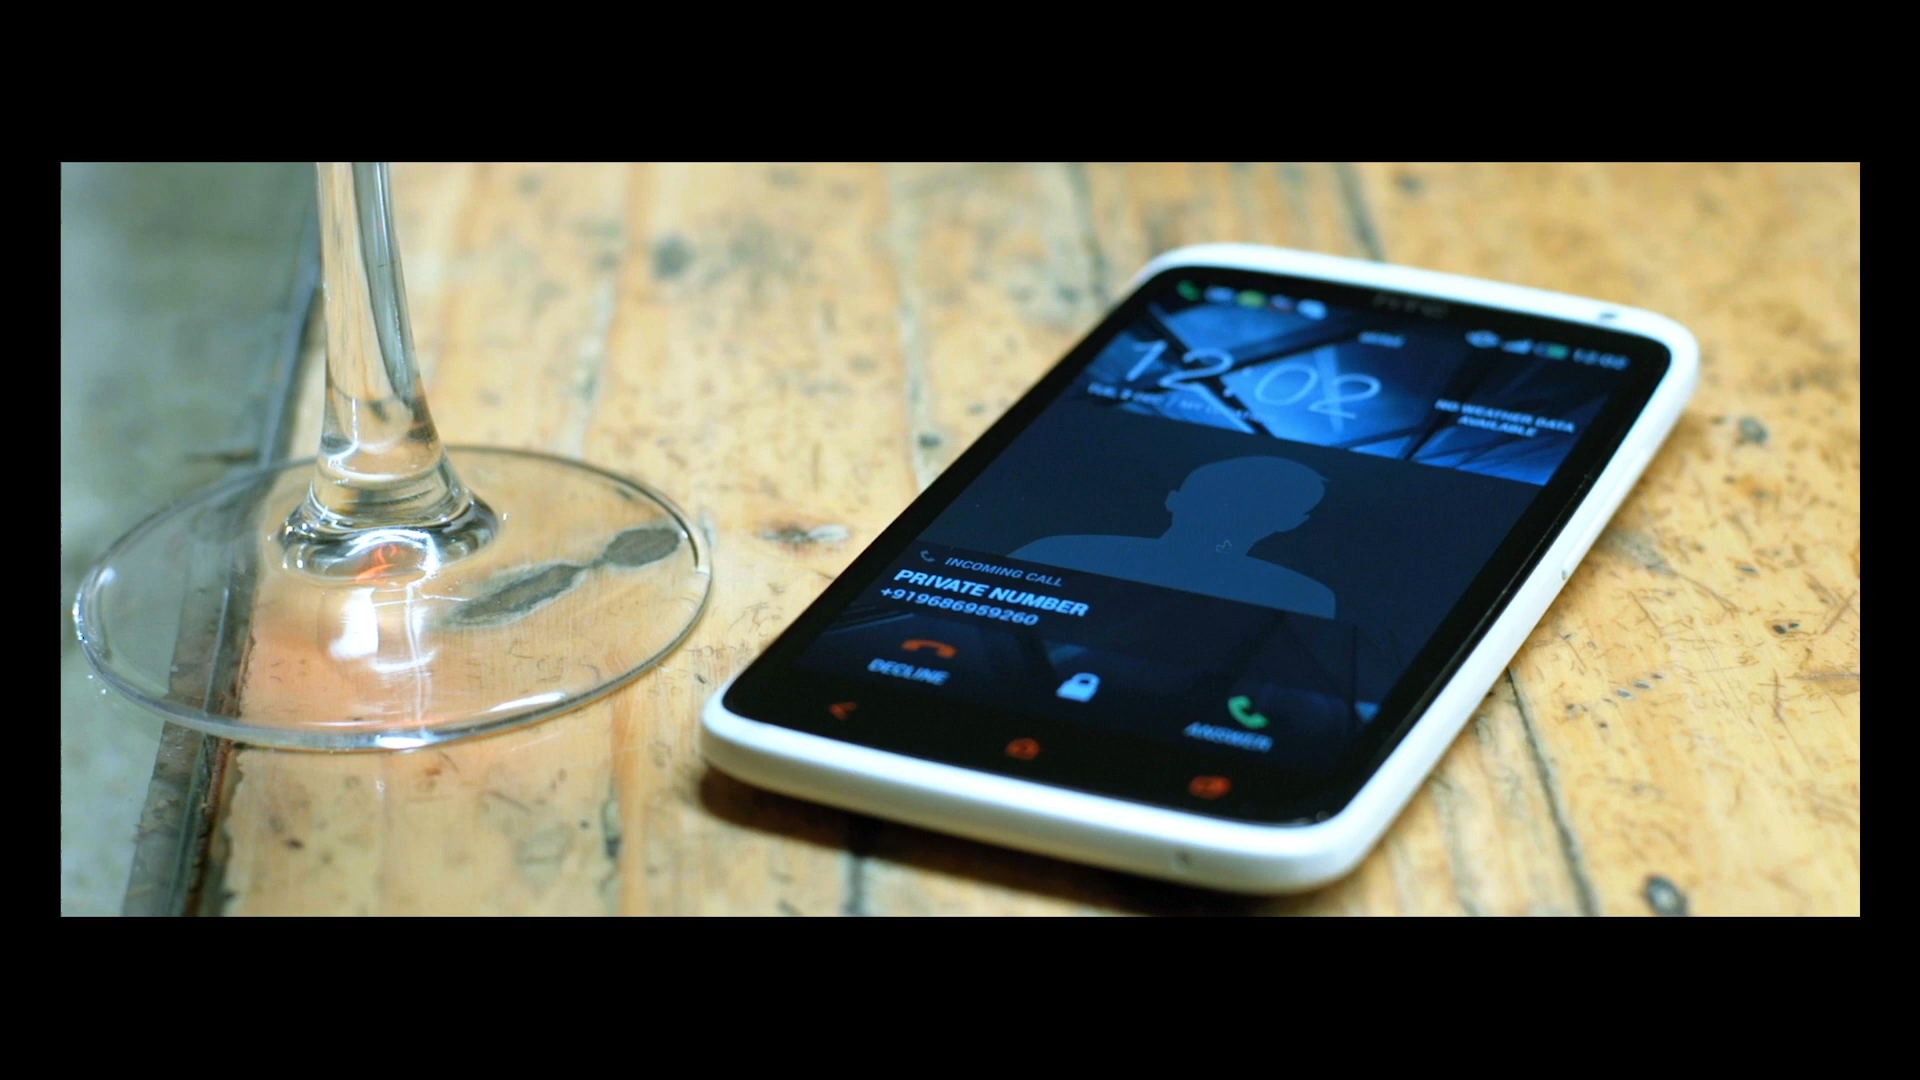 12:02
NO WEATHER DATA
AVAILABLE
INCOMING CALL
PRIVATE NUMBER
+919686959260
DECLINE
ANSWER